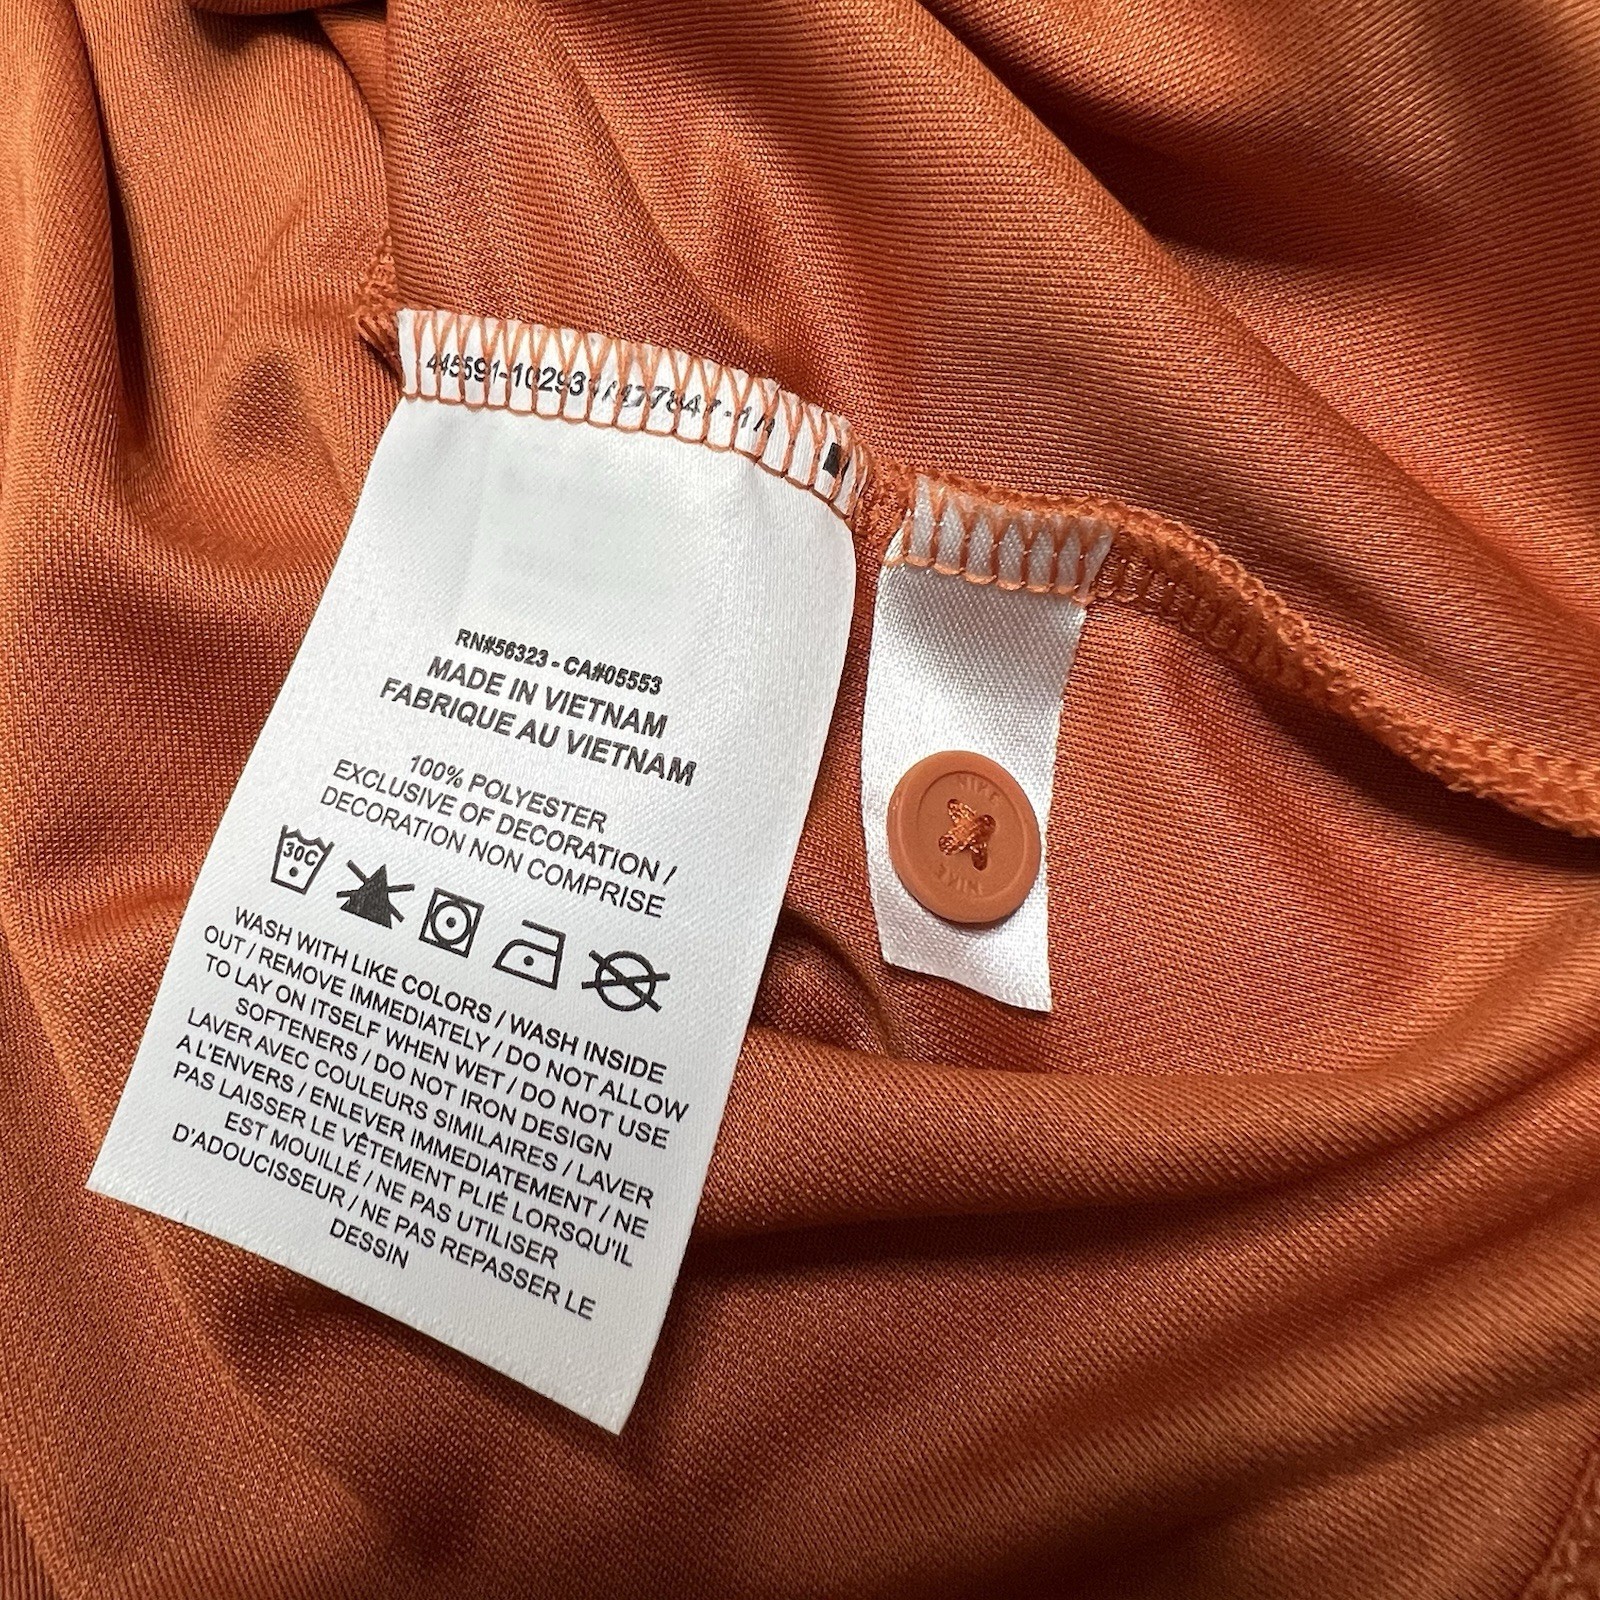 RN#56323 - CA#05553
MADE IN VIETNAM
FABRIQUE AU VIETNAM
100% POLYESTER
EXCLUSIVE OF DECORATION /
DECORATION NON COMPRISE
30C
WASH WITH LIKE COLORS / WASH INSIDE
OUT / REMOVE IMMEDIATELY / DO NOT ALLOW
TO LAY ON ITSELF WHEN WET / DO NOT USE
SOFTENERS / DO NOT IRON DESIGN
LAVER AVEC COULEURS SIMILAIRES / LAVER
A L'ENVERS / ENLEVER IMMEDIATEMENT / NE
PAS LAISSER LE VÊTEMENT PLIÉ LORSQU'IL
EST MOUILLÉ / NE PAS UTILISER
D'ADOUCISSEUR / NE PAS REPASSER LE
DESSIN
NIKE
NIKE